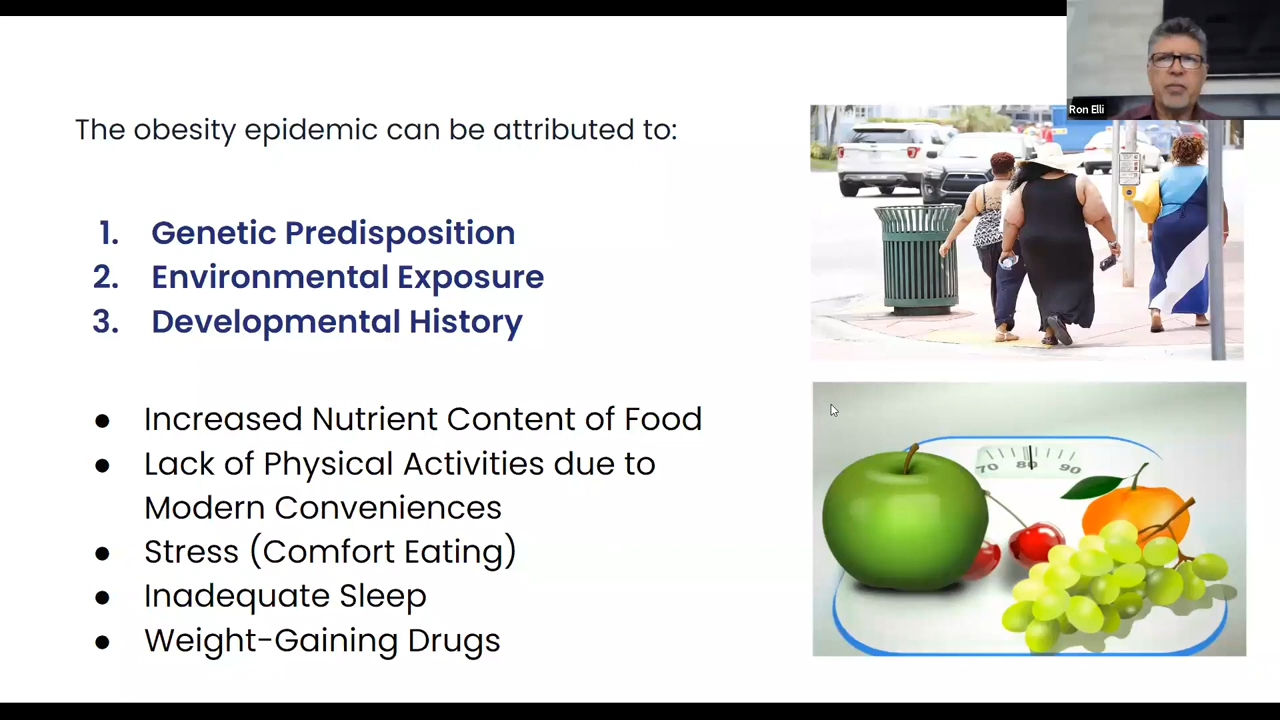 Ron Elli
The obesity epidemic can be attributed to:
1. Genetic Predisposition
2. Environmental Exposure
3. Developmental History
● Increased Nutrient Content of Food
● Lack of Physical Activities due to
Modern Conveniences
● Stress (Comfort Eating)
● Inadequate Sleep
● Weight-Gaining Drugs
70 80 90